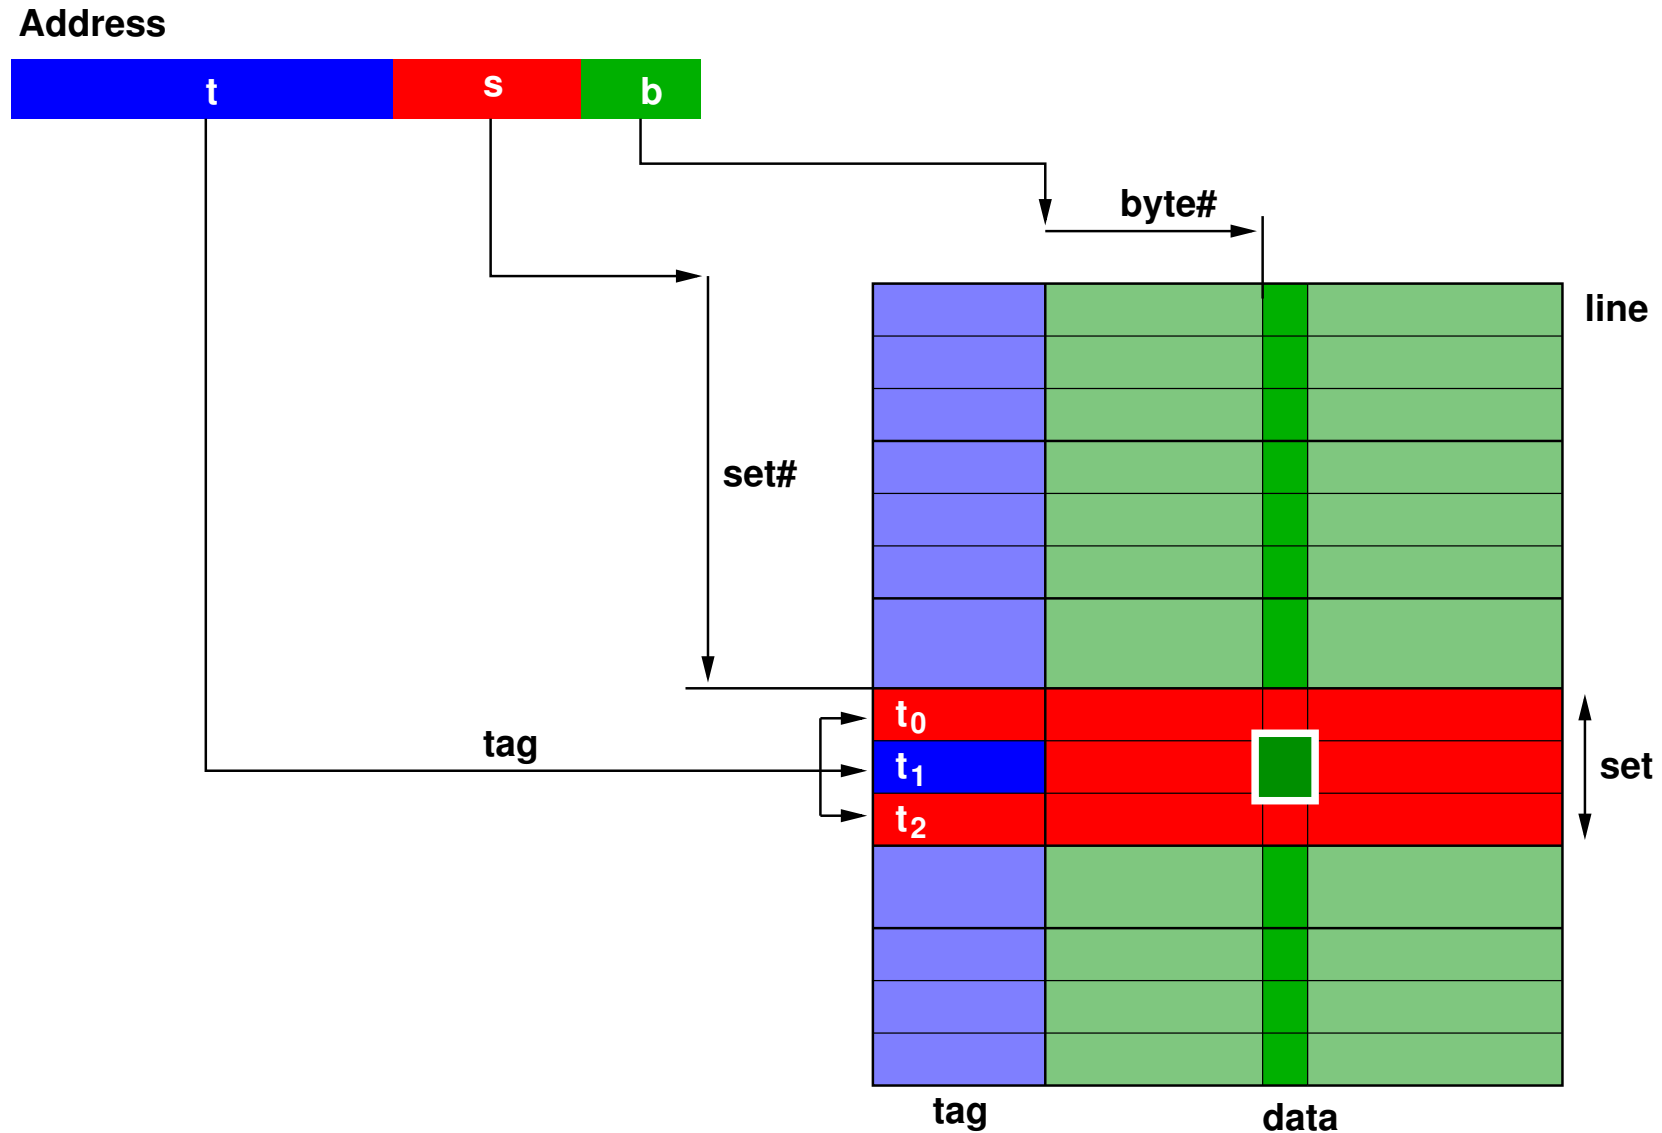 Address
t s b
byte#
line
set#
t0
tag
t1
set
t2
tag
data